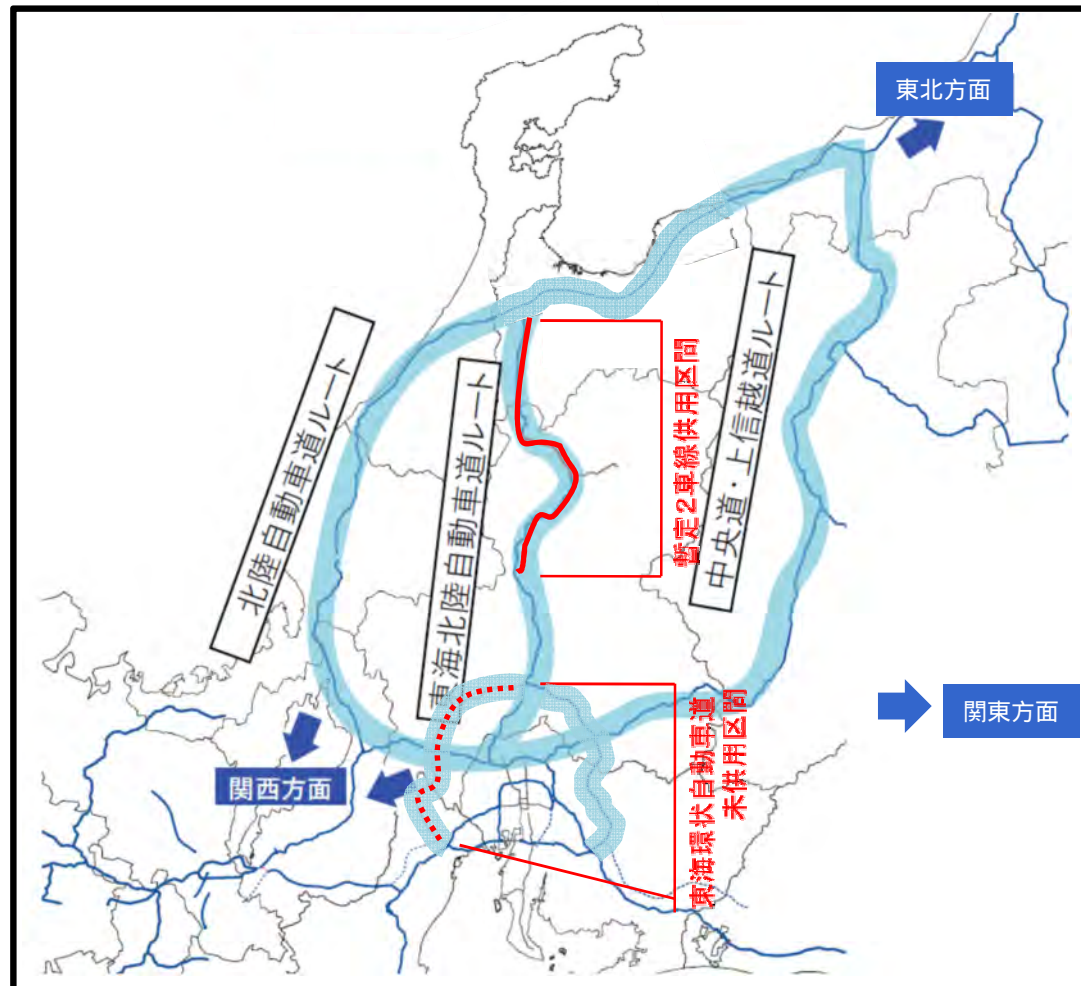 東北方面
北陸自動車道ルート
東海北陸自動車道ルート
暫定2車線供用区間
中央道・上信越道ルート
関東方面
関西方面
東海環状自動車道
未供用区間